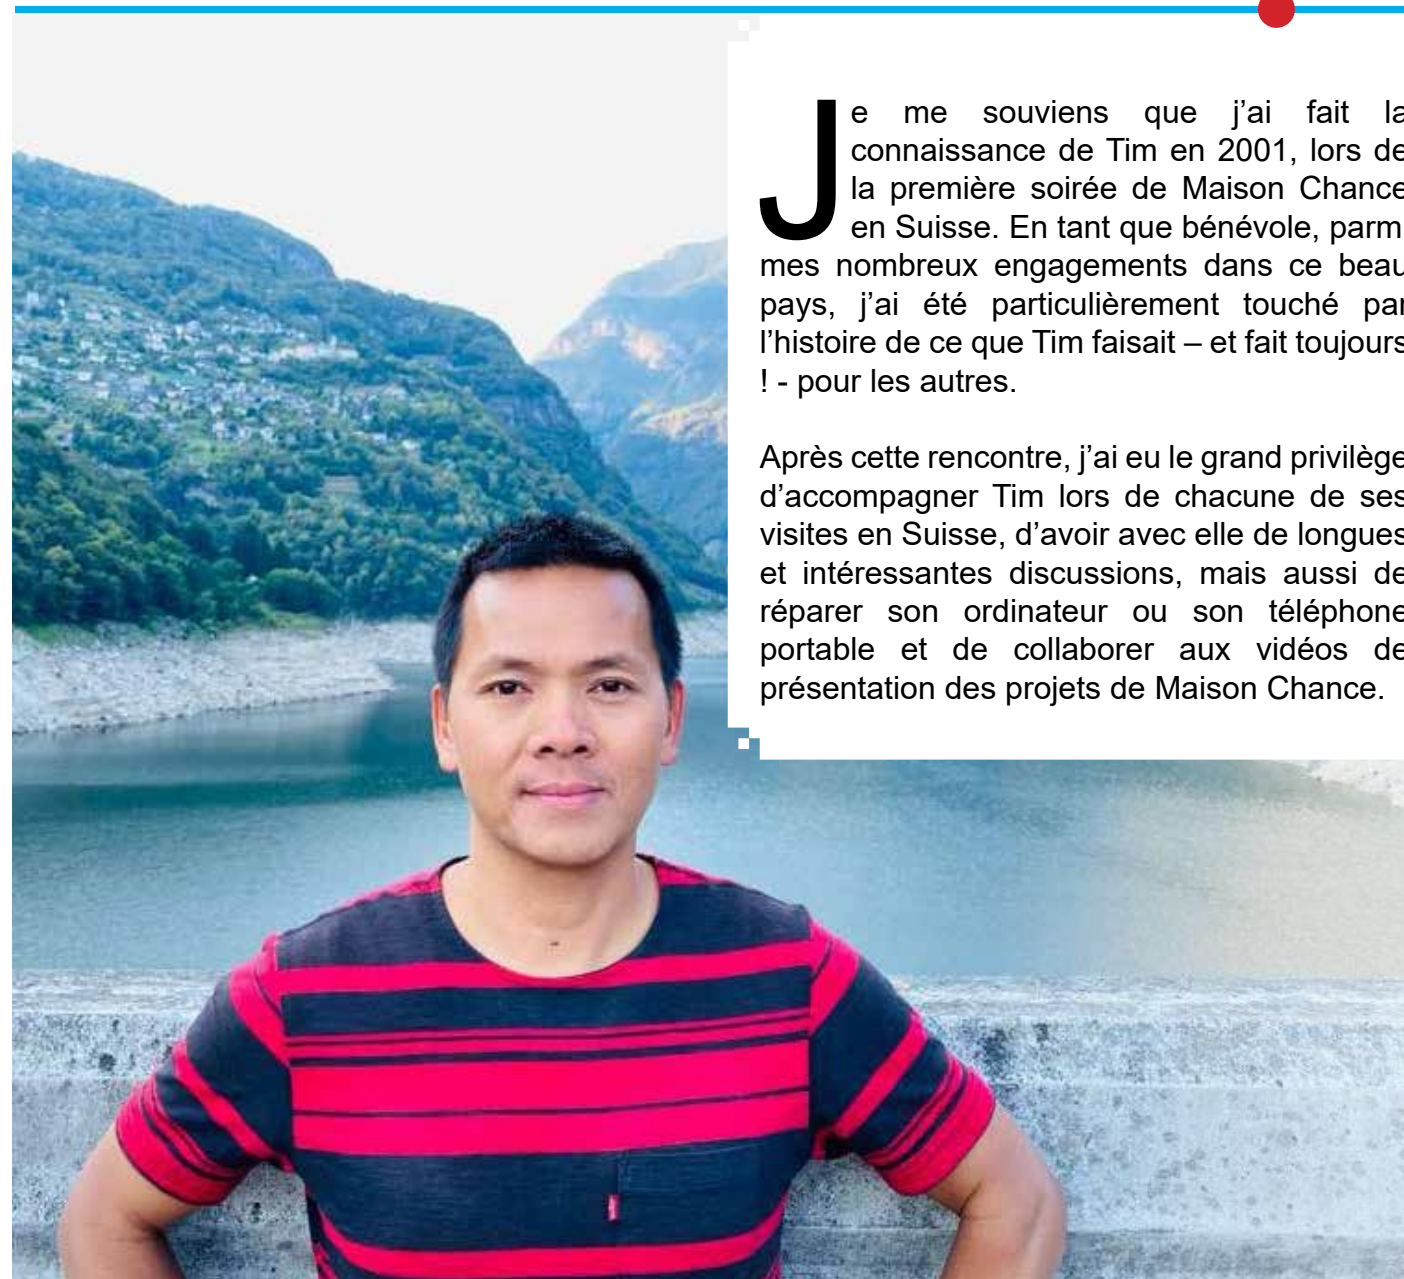 Je me souviens que j’ai fait la
connaissance de Tim en 2001, lors de
la première soirée de Maison Chance
en Suisse. En tant que bénévole, parmi
mes nombreux engagements dans ce beau
pays, j’ai été particulièrement touché par
l’histoire de ce que Tim faisait – et fait toujours
! - pour les autres.
Après cette rencontre, j’ai eu le grand privilège
d’accompagner Tim lors de chacune de ses
visites en Suisse, d’avoir avec elle de longues
et intéressantes discussions, mais aussi de
réparer son ordinateur ou son téléphone
portable et de collaborer aux vidéos de
présentation des projets de Maison Chance.